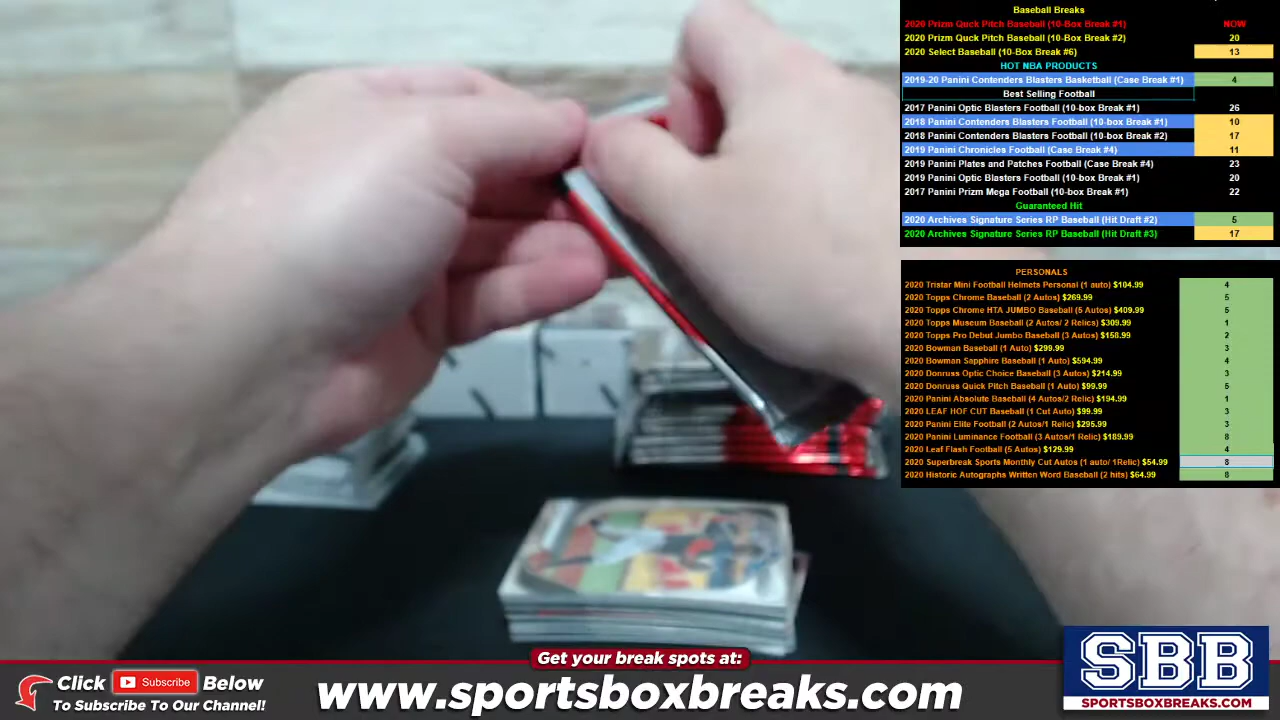 Baseball Breaks
2020 Prizm Quck Pitch Baseball (10-Box Break #1) NOW
2020 Prizm Quck Pitch Baseball (10-Box Break #2) 20
2020 Select Baseball (10-Box Break #6) 13
HOT NBA PRODUCTS
2019-20 Panini Contenders Blasters Basketball (Case Break #1) 4
Best Selling Football
2017 Panini Optic Blasters Football (10-box Break #1) 26
2018 Panini Contenders Blasters Football (10-box Break #1) 10
2018 Panini Contenders Blasters Football (10-box Break #2) 17
2019 Panini Chronicles Football (Case Break #4) 11
2019 Panini Plates and Patches Football (Case Break #4) 23
2019 Panini Optic Blasters Football (10-box Break #1) 20
2017 Panini Prizm Mega Football (10-box Break #1) 22
Guaranteed Hit
2020 Archives Signature Series RP Baseball (Hit Draft #2) 5
2020 Archives Signature Series RP Baseball (Hit Draft #3) 17
PERSONALS
2020 Tristar Mini Football Helmets Personal (1 auto) $104.99 4
2020 Topps Chrome Baseball (2 Autos) $269.99 5
2020 Topps Chrome HTA JUMBO Baseball (5 Autos) $409.99 5
2020 Topps Museum Baseball (2 Autos/ 2 Relics) $309.99 1
2020 Topps Pro Debut Jumbo Baseball (3 Autos) $158.99 2
2020 Bowman Baseball (1 Auto) $299.99 3
2020 Bowman Sapphire Baseball (1 Auto) $594.99 4
2020 Donruss Optic Choice Baseball (3 Autos) $214.99 3
2020 Donruss Quick Pitch Baseball (1 Auto) $99.99 5
2020 Panini Absolute Baseball (4 Autos/2 Relic) $194.99 1
2020 LEAF HOF CUT Baseball (1 Cut Auto) $99.99 3
2020 Panini Elite Football (2 Autos/1 Relic) $295.99 3
2020 Panini Luminance Football (3 Autos/1 Relic) $189.99 8
2020 Leaf Flash Football (5 Autos) $129.99 4
2020 Superbreak Sports Monthly Cut Autos (1 auto/ 1Relic) $54.99 8
2020 Historic Autographs Written Word Baseball (2 hits) $64.99 8
Get your break spots at:
Click Subscribe Below
To Subscribe To Our Channel!
www.sportsboxbreaks.com
SBB
SPORTSBOXBREAKS.COM